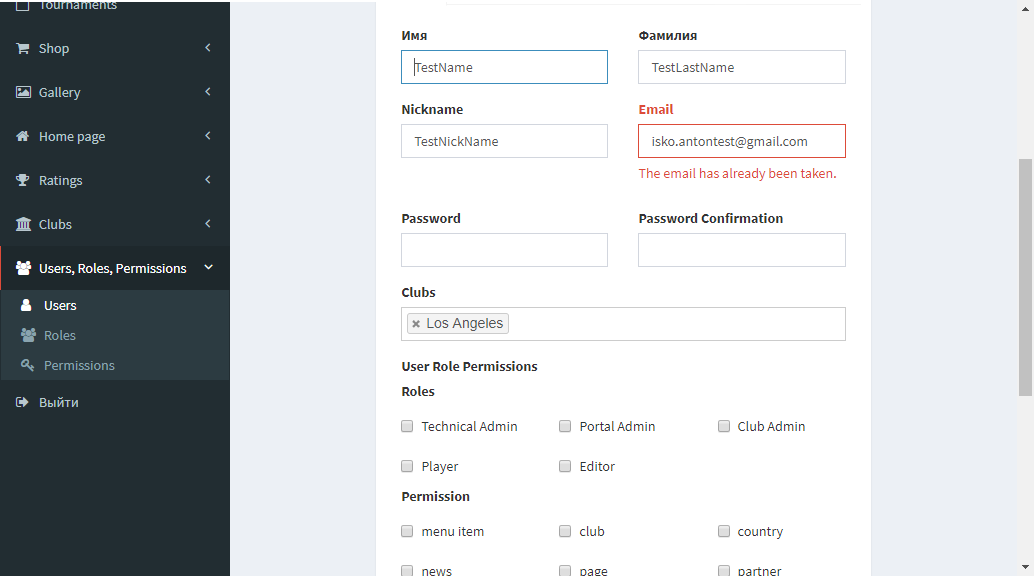 Tournaments
Shop
Gallery
Home page
Ratings
Clubs
Users, Roles, Permissions
Users
Roles
Permissions
Выйти
Имя Фамилия
TestName TestLastName
Nickname Email
TestNickName isko.antontest@gmail.com
The email has already been taken.
Password Password Confirmation
Clubs
× Los Angeles
User Role Permissions
Roles
Technical Admin Portal Admin Club Admin
Player Editor
Permission
menu item club country
news page partner